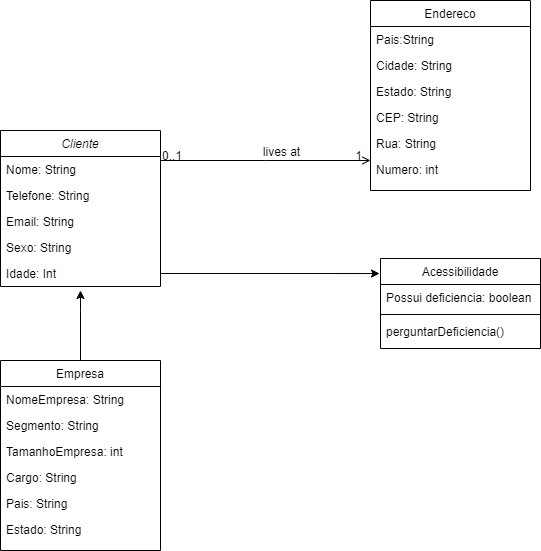 Endereco
Pais:String
Cidade: String
Estado: String
CEP: String
Rua: String
Numero: int
Cliente
Nome: String
Telefone: String
Email: String
Sexo: String
Idade: Int
0..1
lives at
1
Acessibilidade
Possui deficiencia: boolean
perguntarDeficiencia()
Empresa
NomeEmpresa: String
Segmento: String
TamanhoEmpresa: int
Cargo: String
Pais: String
Estado: String